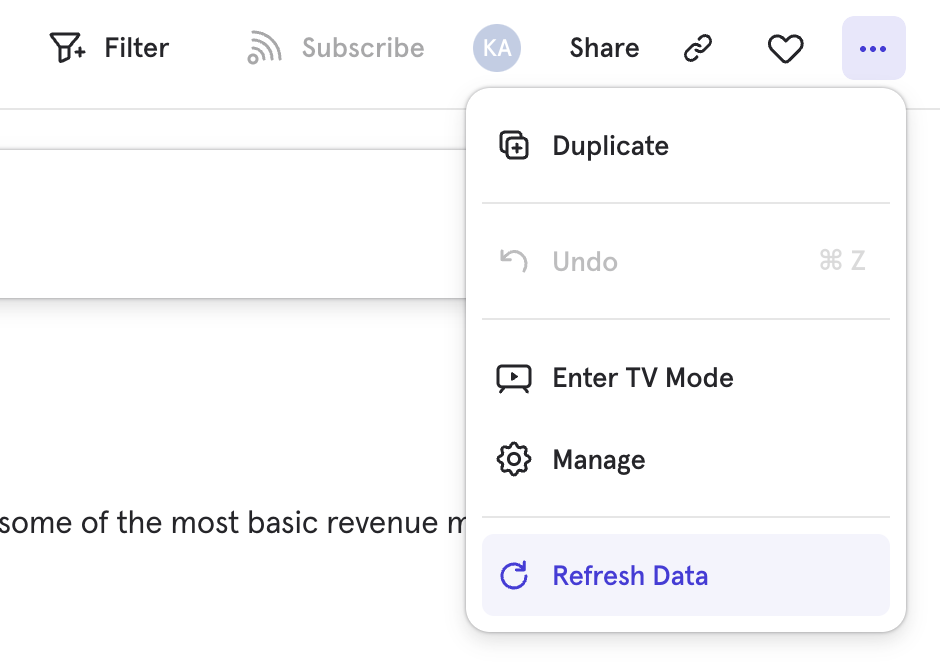 Filter
Subscribe
KA
Share
Duplicate
Undo ⌘ Z
Enter TV Mode
Manage
some of the most basic revenue
Refresh Data